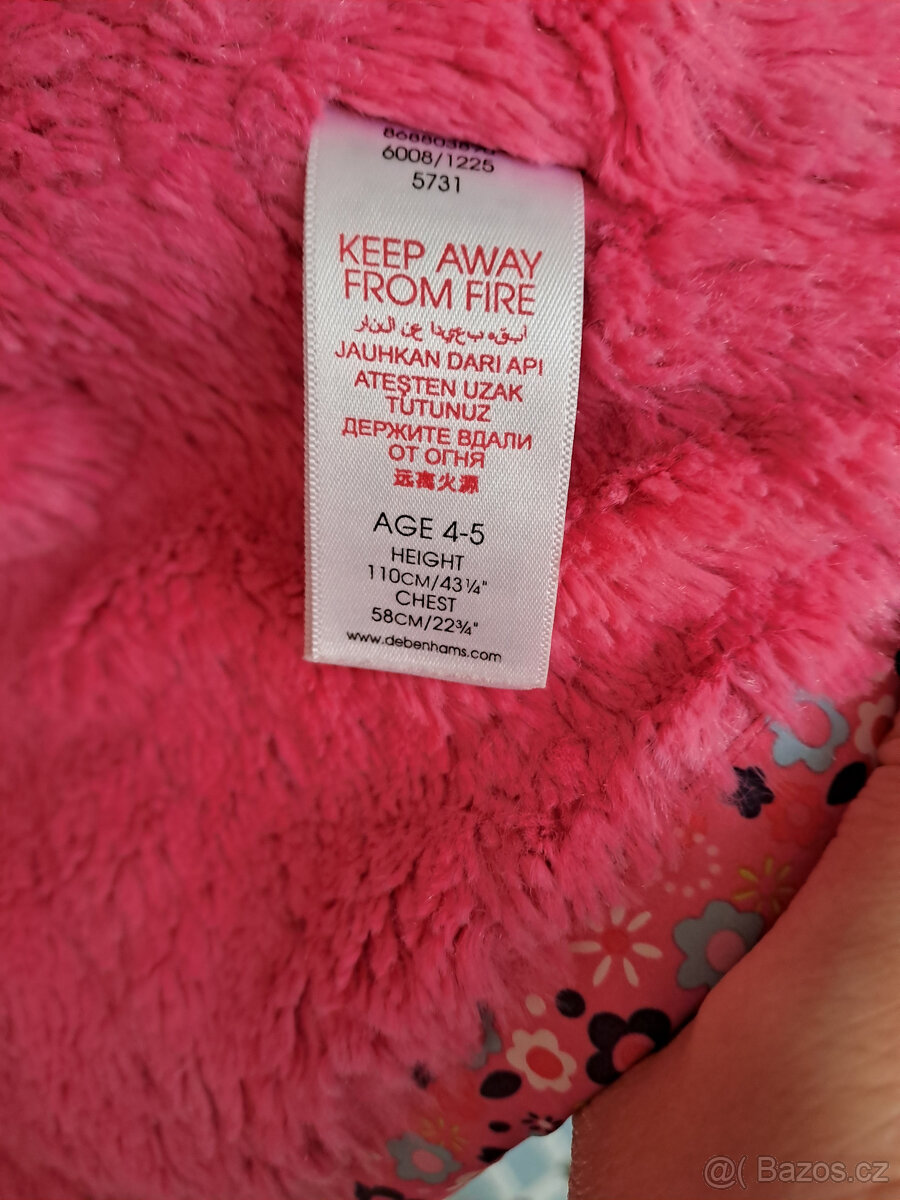 6008/1225
5731
KEEP AWAY
FROM FIRE
أبقه بعيدا عن النار
JAUHKAN DARI API
ATEŞTEN UZAK
TUTUNUZ
ДЕРЖИТЕ ВДАЛИ
ОТ ОГНЯ
远离火源
AGE 4-5
HEIGHT
110CM/43¼"
CHEST
58CM/22¾"
www.debenhams.com
@( Bazos.cz